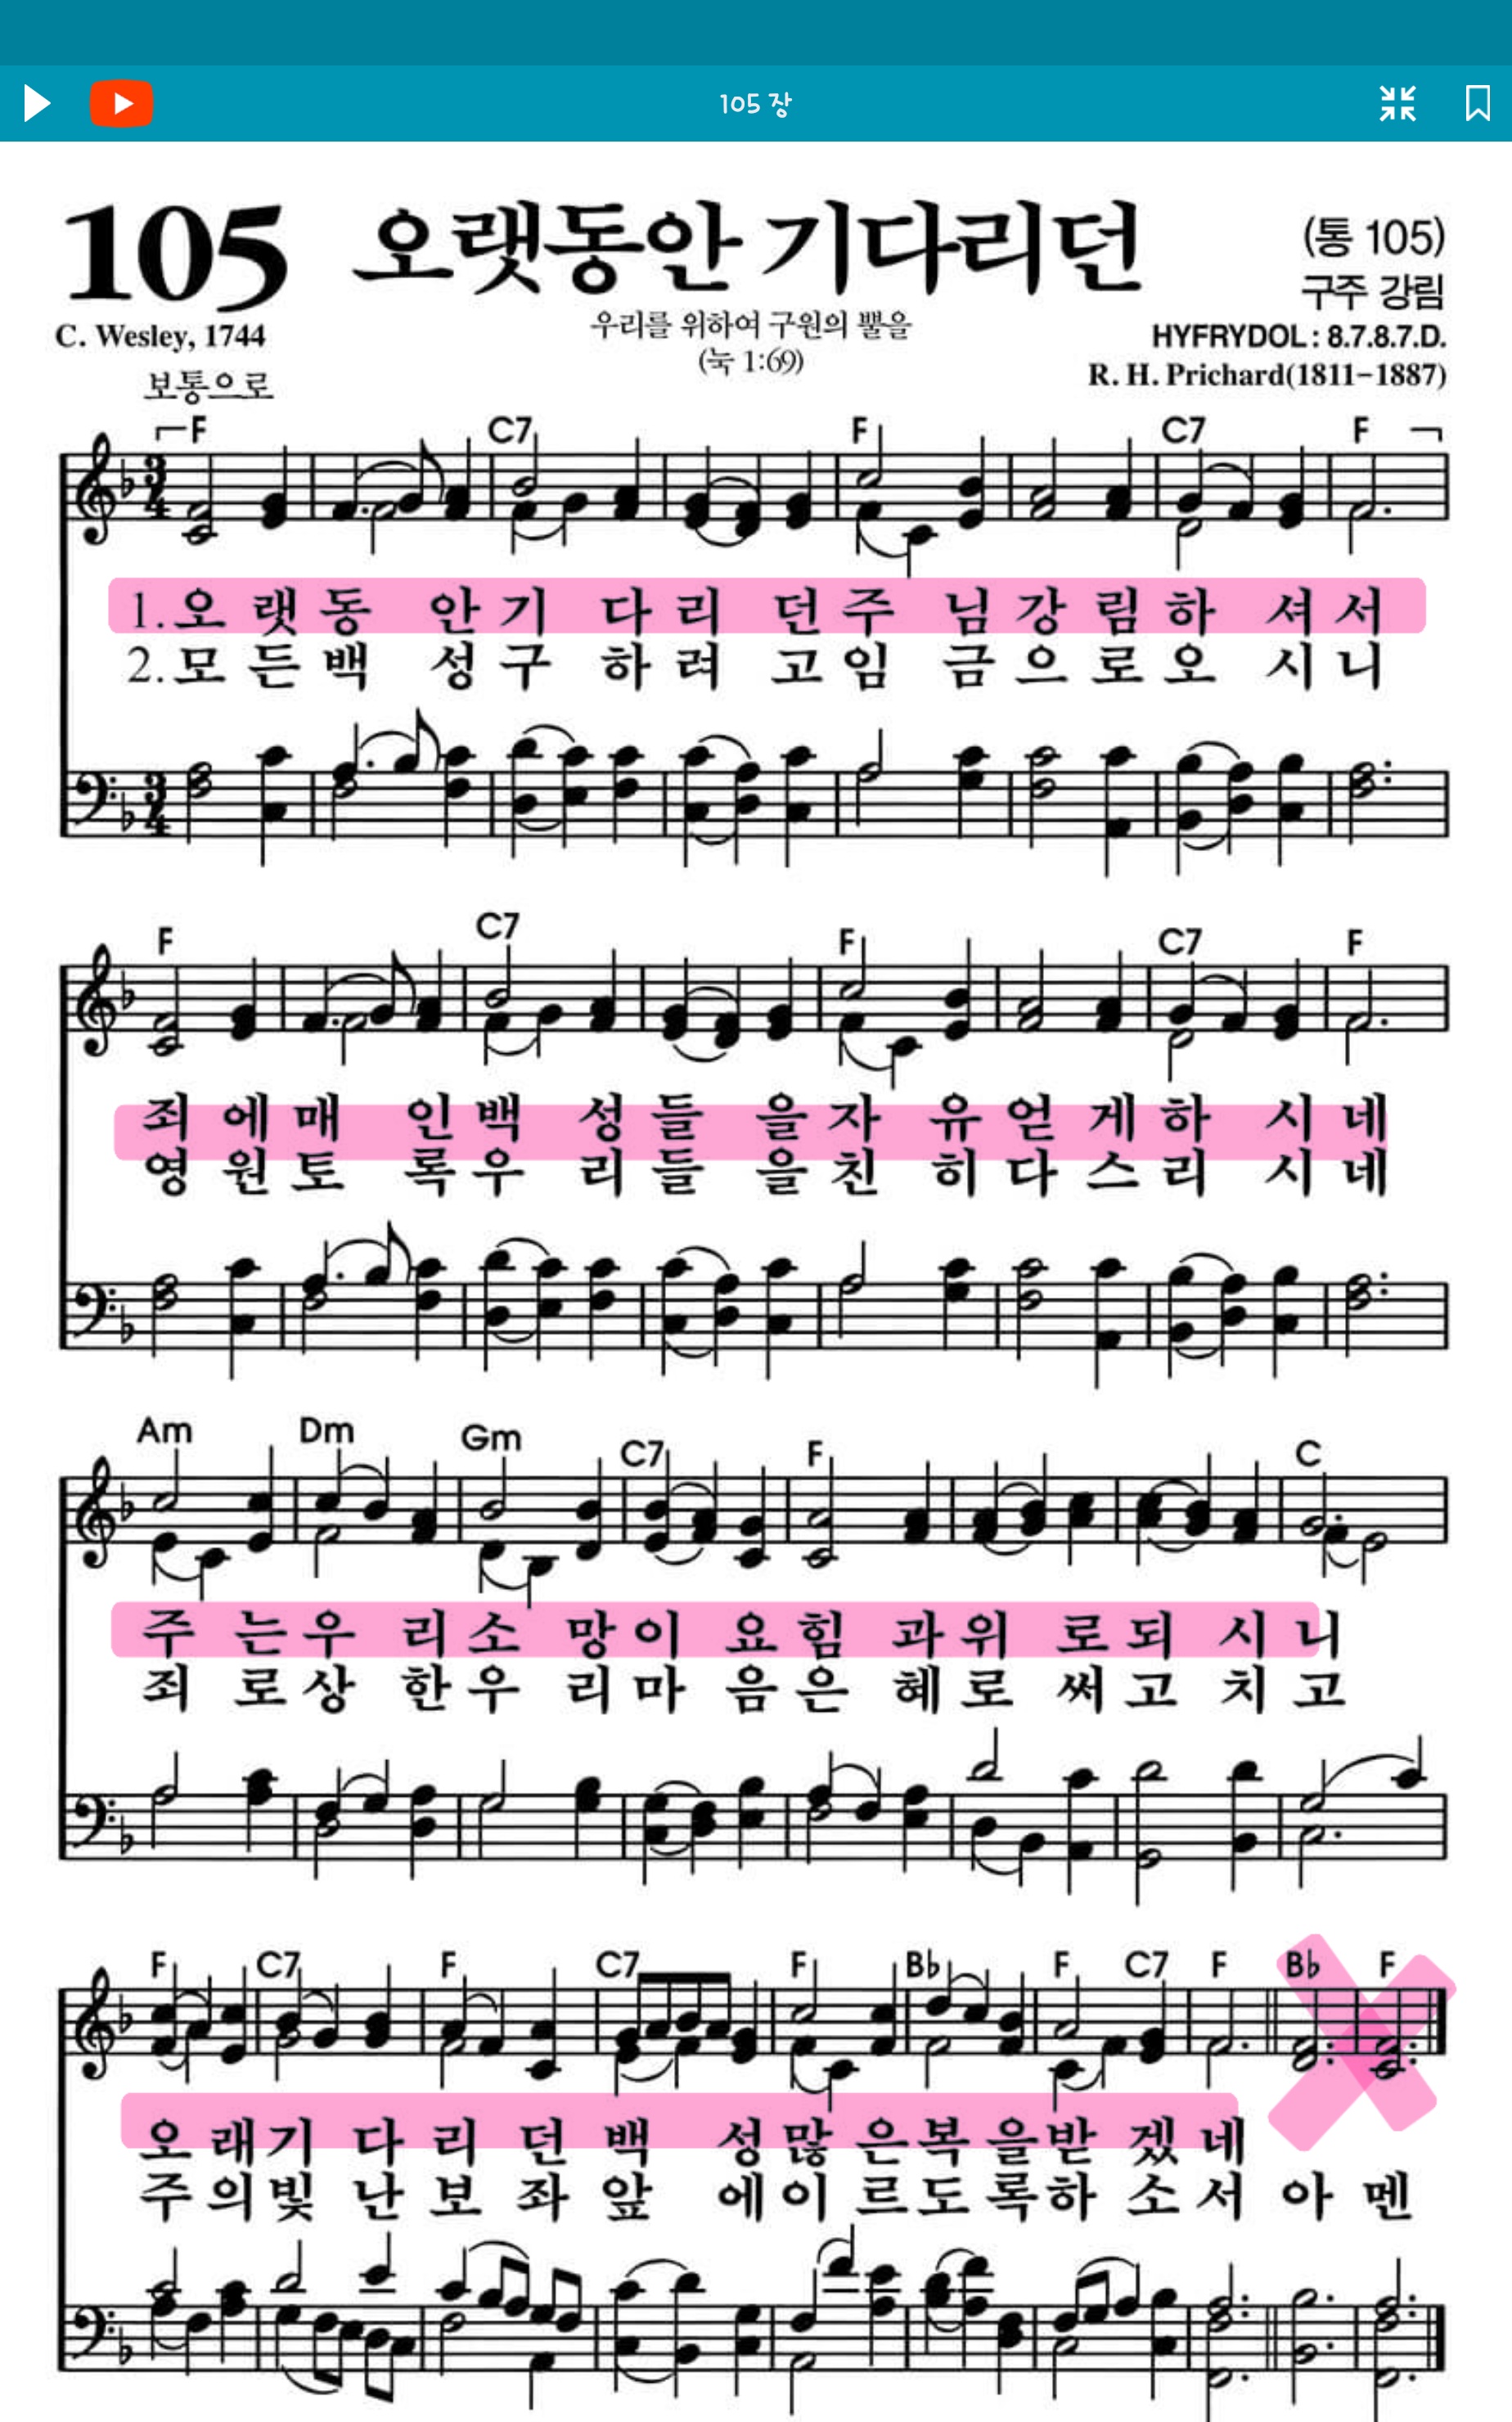 105 장
105 오랫동안 기다리던 (통 105)
구주 강림
C. Wesley, 1744 우리를 위하여 구원의 뿔을 HYFRYDOL : 8.7.8.7.D.
(눅 1:69)
보통으로 R. H. Prichard(1811-1887)
F C7 F C7 F
3 4
1. 오 랫 동 안 기 다 리 던 주 님 강 림 하 셔 서
2. 모 든 백 성 구 하 려 고 임 금 으 로 오 시 니
3 4
F C7 F C7 F
죄 에 매 인 백 성 들 을 자 유 얻 게 하 시 네
영 원 토 록 우 리 들 을 친 히 다 스 리 시 네
Am Dm Gm C7 F C
주 는 우 리 소 망 이 요 힘 과 위 로 되 시 니
죄 로 상 한 우 리 마 음 은 혜 로 써 고 치 고
F C7 F C7 F B♭ F C7 F B♭ F
오 래 기 다 리 던 백 성 많 은 복 을 받 겠 네
주 의 빛 난 보 좌 앞 에 이 르 도 록 하 소 서 아 멘